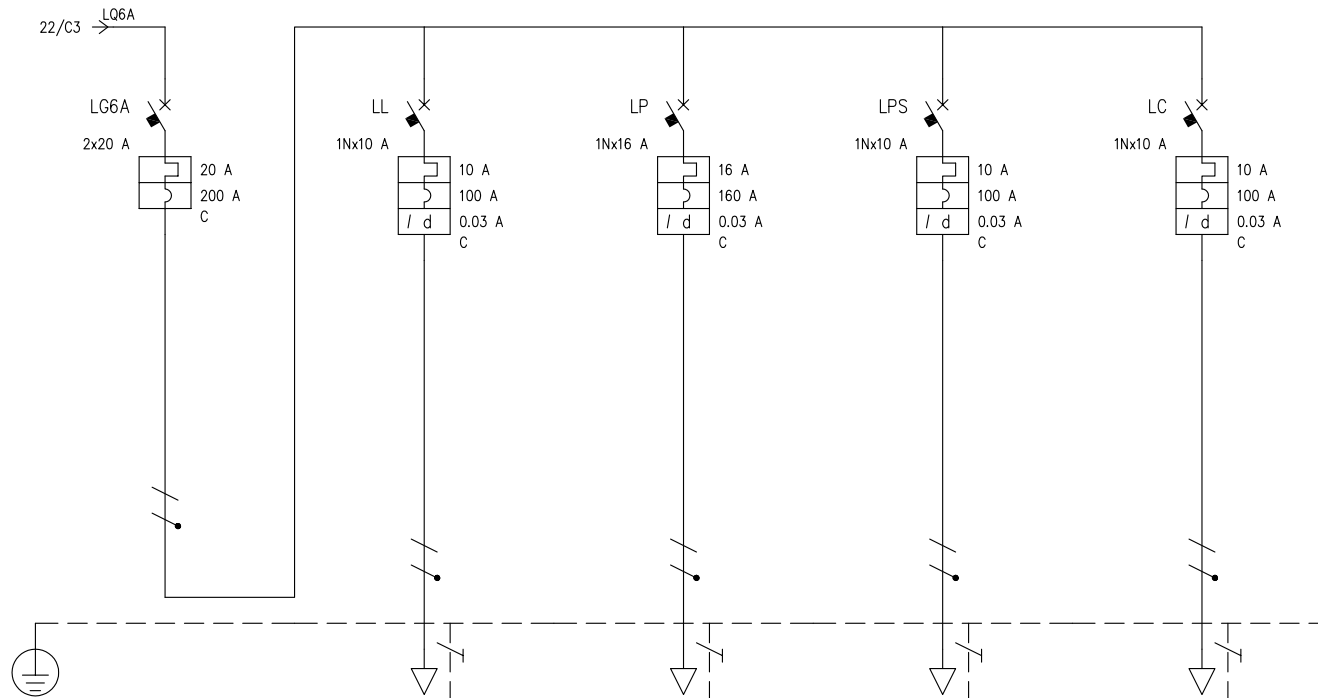 LQ6A
22/C3
LG6A
2x20 A
20 A
200 A
C
LL
1Nx10 A
10 A
100 A
I d
0.03 A
C
LP
1Nx16 A
16 A
160 A
I d
0.03 A
C
LPS
1Nx10 A
10 A
100 A
I d
0.03 A
C
LC
1Nx10 A
10 A
100 A
I d
0.03 A
C